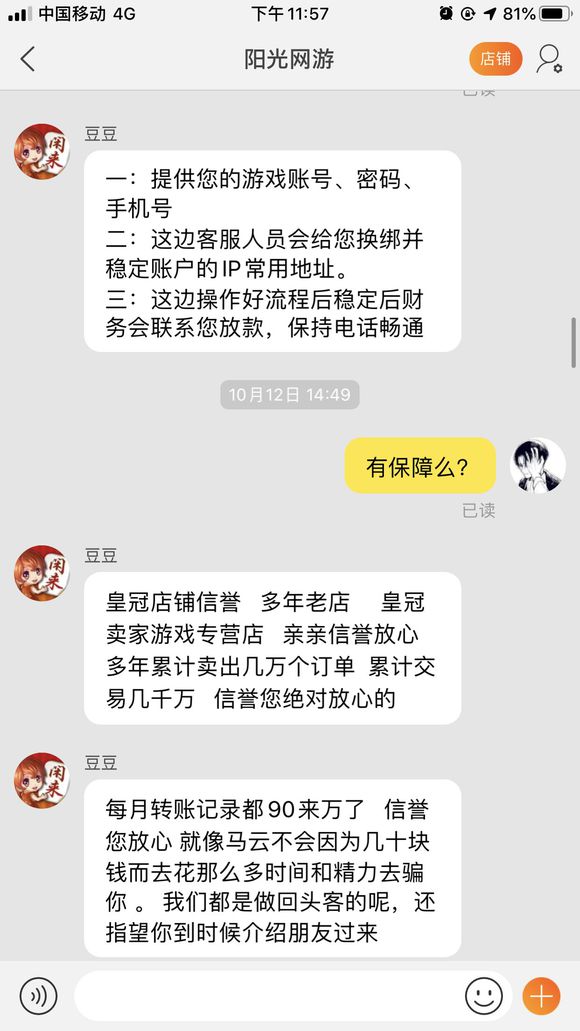 中国移动 4G
下午11:57
81%
阳光网游
店铺
已读
豆豆
一：提供您的游戏账号、密码、
手机号
二：这边客服人员会给您换绑并
稳定账户的IP常用地址。
三：这边操作好流程后稳定后财
务会联系您放款，保持电话畅通
10月12日 14:49
有保障么?
已读
闲来
豆豆
皇冠店铺信誉 多年老店 皇冠
卖家游戏专营店 亲亲信誉放心
多年累计卖出几万个订单 累计交
易几千万 信誉您绝对放心的
闲来
豆豆
每月转账记录都90来万了 信誉
您放心 就像马云不会因为几十块
钱而去花那么多时间和精力去骗
你 。 我们都是做回头客的呢，还
指望你到时候介绍朋友过来
闲来